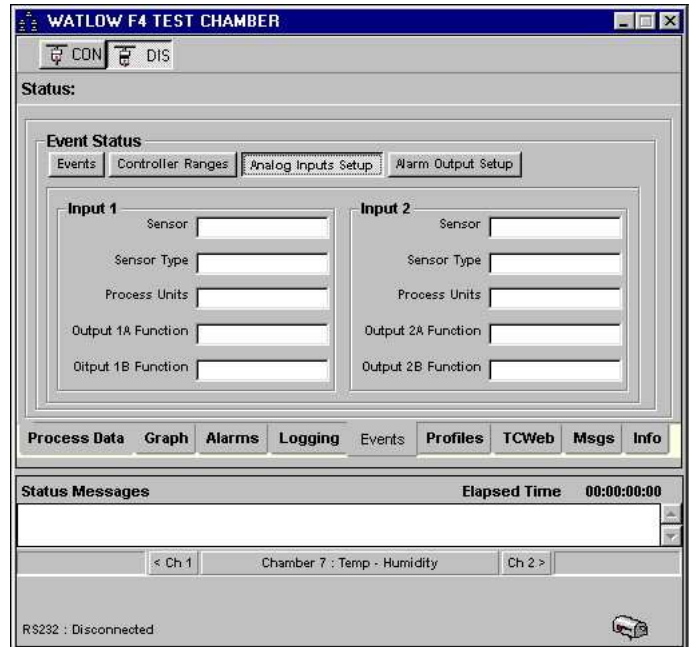 WATLOW F4 TEST CHAMBER
CON DIS
Status:
Event Status
Events Controller Ranges Analog Inputs Setup Alarm Output Setup
Input 1 Input 2
Sensor Sensor
Sensor Type Sensor Type
Process Units Process Units
Output 1A Function Output 2A Function
Oitput 1B Function Output 2B Function
Process Data Graph Alarms Logging Events Profiles TCWeb Msgs Info
Status Messages Elapsed Time 00:00:00:00
< Ch 1 Chamber 7 : Temp - Humidity Ch 2 >
RS232 : Disconnected